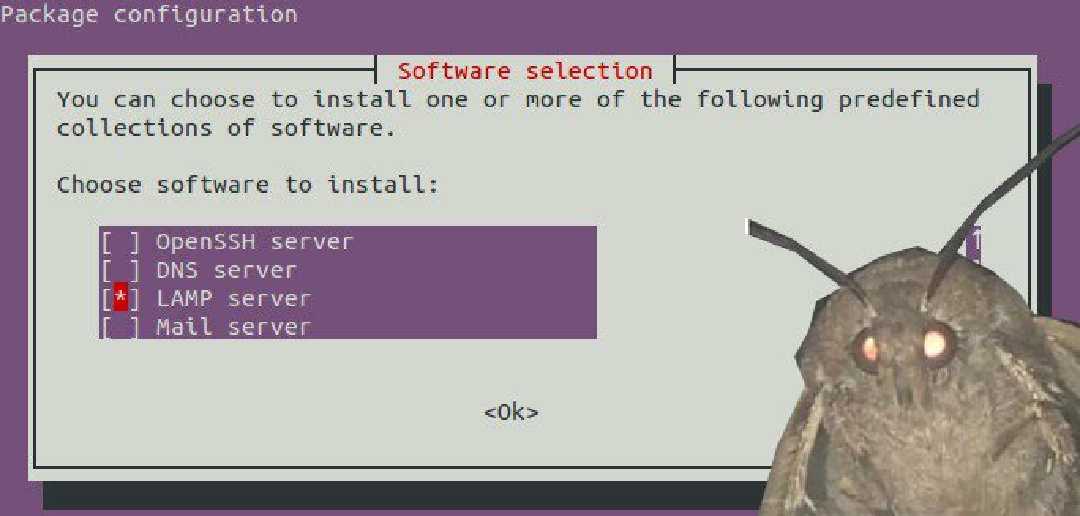 Package configuration
Software selection
You can choose to install one or more of the following predefined
collections of software.
Choose software to install:
[ ] OpenSSH server
[ ] DNS server
[*] LAMP server
[ ] Mail server
<Ok>